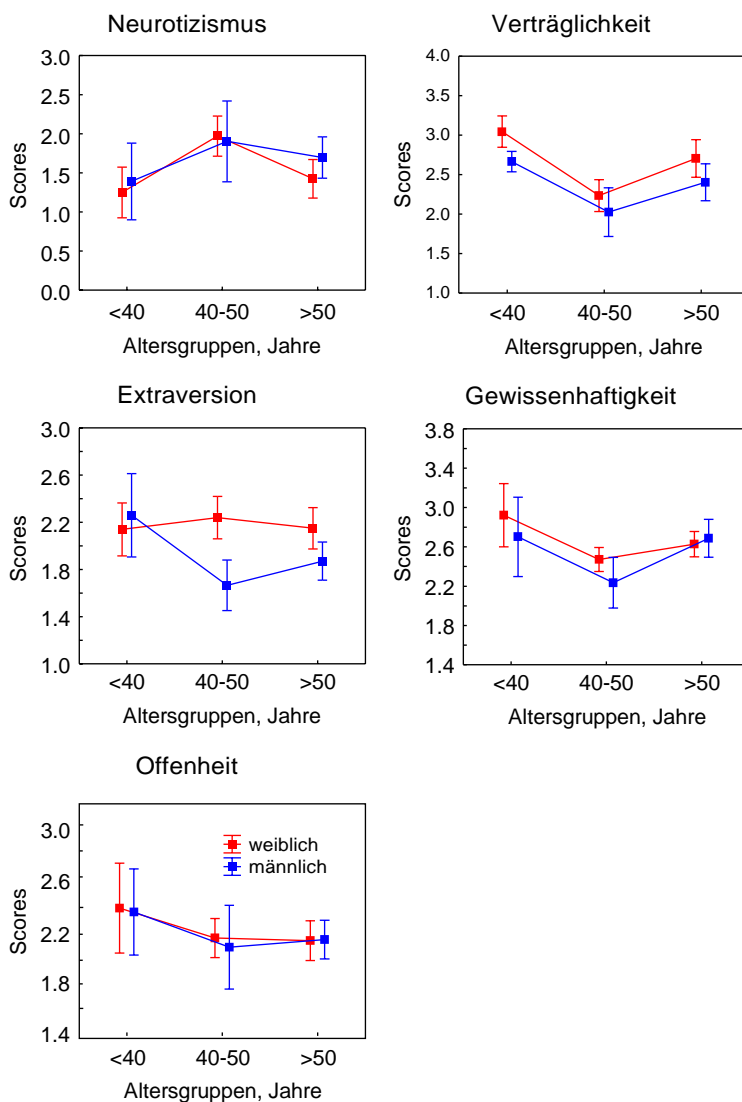 Neurotizismus
3.0
2.5
2.0
1.5
1.0
0.5
0.0
Scores
<40 40-50 >50
Altersgruppen, Jahre
Verträglichkeit
4.0
3.5
3.0
2.5
2.0
1.5
1.0
Scores
<40 40-50 >50
Altersgruppen, Jahre
Extraversion
3.0
2.6
2.2
1.8
1.4
1.0
Scores
<40 40-50 >50
Altersgruppen, Jahre
Gewissenhaftigkeit
3.8
3.4
3.0
2.6
2.2
1.8
1.4
Scores
<40 40-50 >50
Altersgruppen, Jahre
Offenheit
3.0
2.6
2.2
1.8
1.4
Scores
weiblich
männlich
<40 40-50 >50
Altersgruppen, Jahre